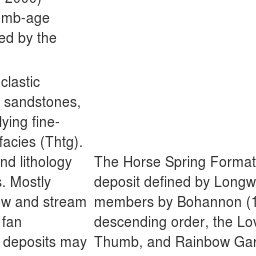 2000)
mb-age
ed by the
clastic
sandstones,
lying fine-
facies (Thtg).
nd lithology
s. Mostly
w and stream
fan
deposits may
The Horse Spring Format
deposit defined by Longw
members by Bohannon (1
descending order, the Lov
Thumb, and Rainbow Gar